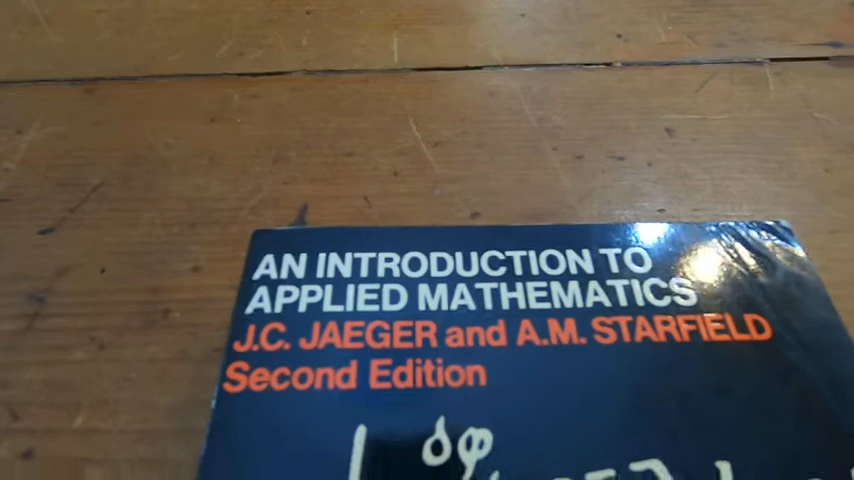 AN INTRODUCTION TO
APPLIED MATHEMATICS
J.C. JAEGER and A.M. STARFIELD
Second Edition